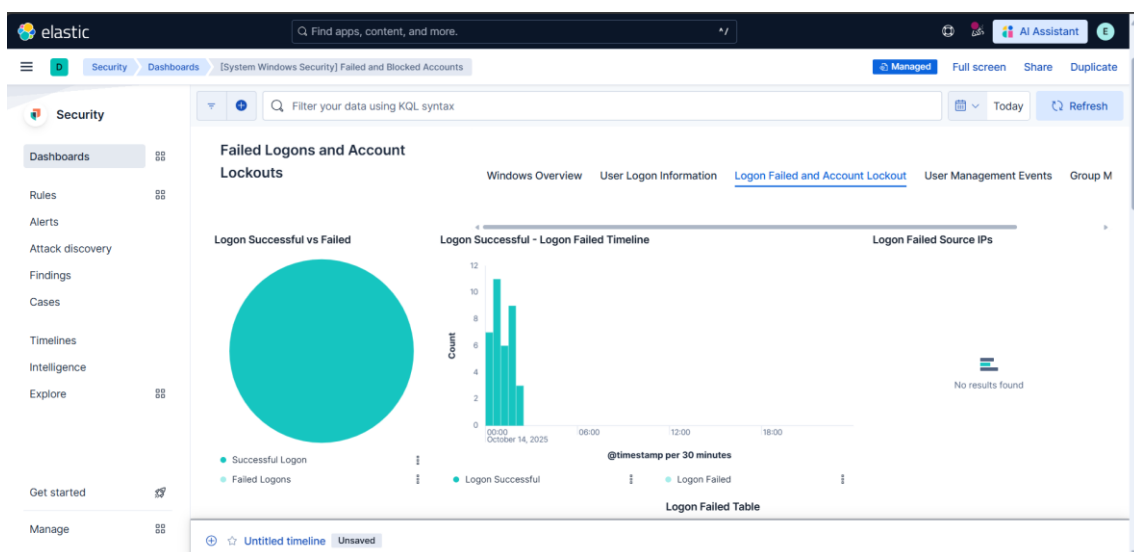 elastic
Find apps, content, and more.
^/
AI Assistant
E
D
Security
Dashboards
[System Windows Security] Failed and Blocked Accounts
Managed
Full screen
Share
Duplicate
Security
Filter your data using KQL syntax
Today
Refresh
Dashboards
Rules
Alerts
Attack discovery
Findings
Cases
Timelines
Intelligence
Explore
Get started
Manage
Failed Logons and Account
Lockouts
Windows Overview
User Logon Information
Logon Failed and Account Lockout
User Management Events
Group M
Logon Successful vs Failed
Successful Logon
Failed Logons
Logon Successful - Logon Failed Timeline
Count
12
10
8
6
4
2
0
00:00
October 14, 2025
06:00
12:00
18:00
@timestamp per 30 minutes
Logon Successful
Logon Failed
Logon Failed Source IPs
No results found
Logon Failed Table
Untitled timeline
Unsaved